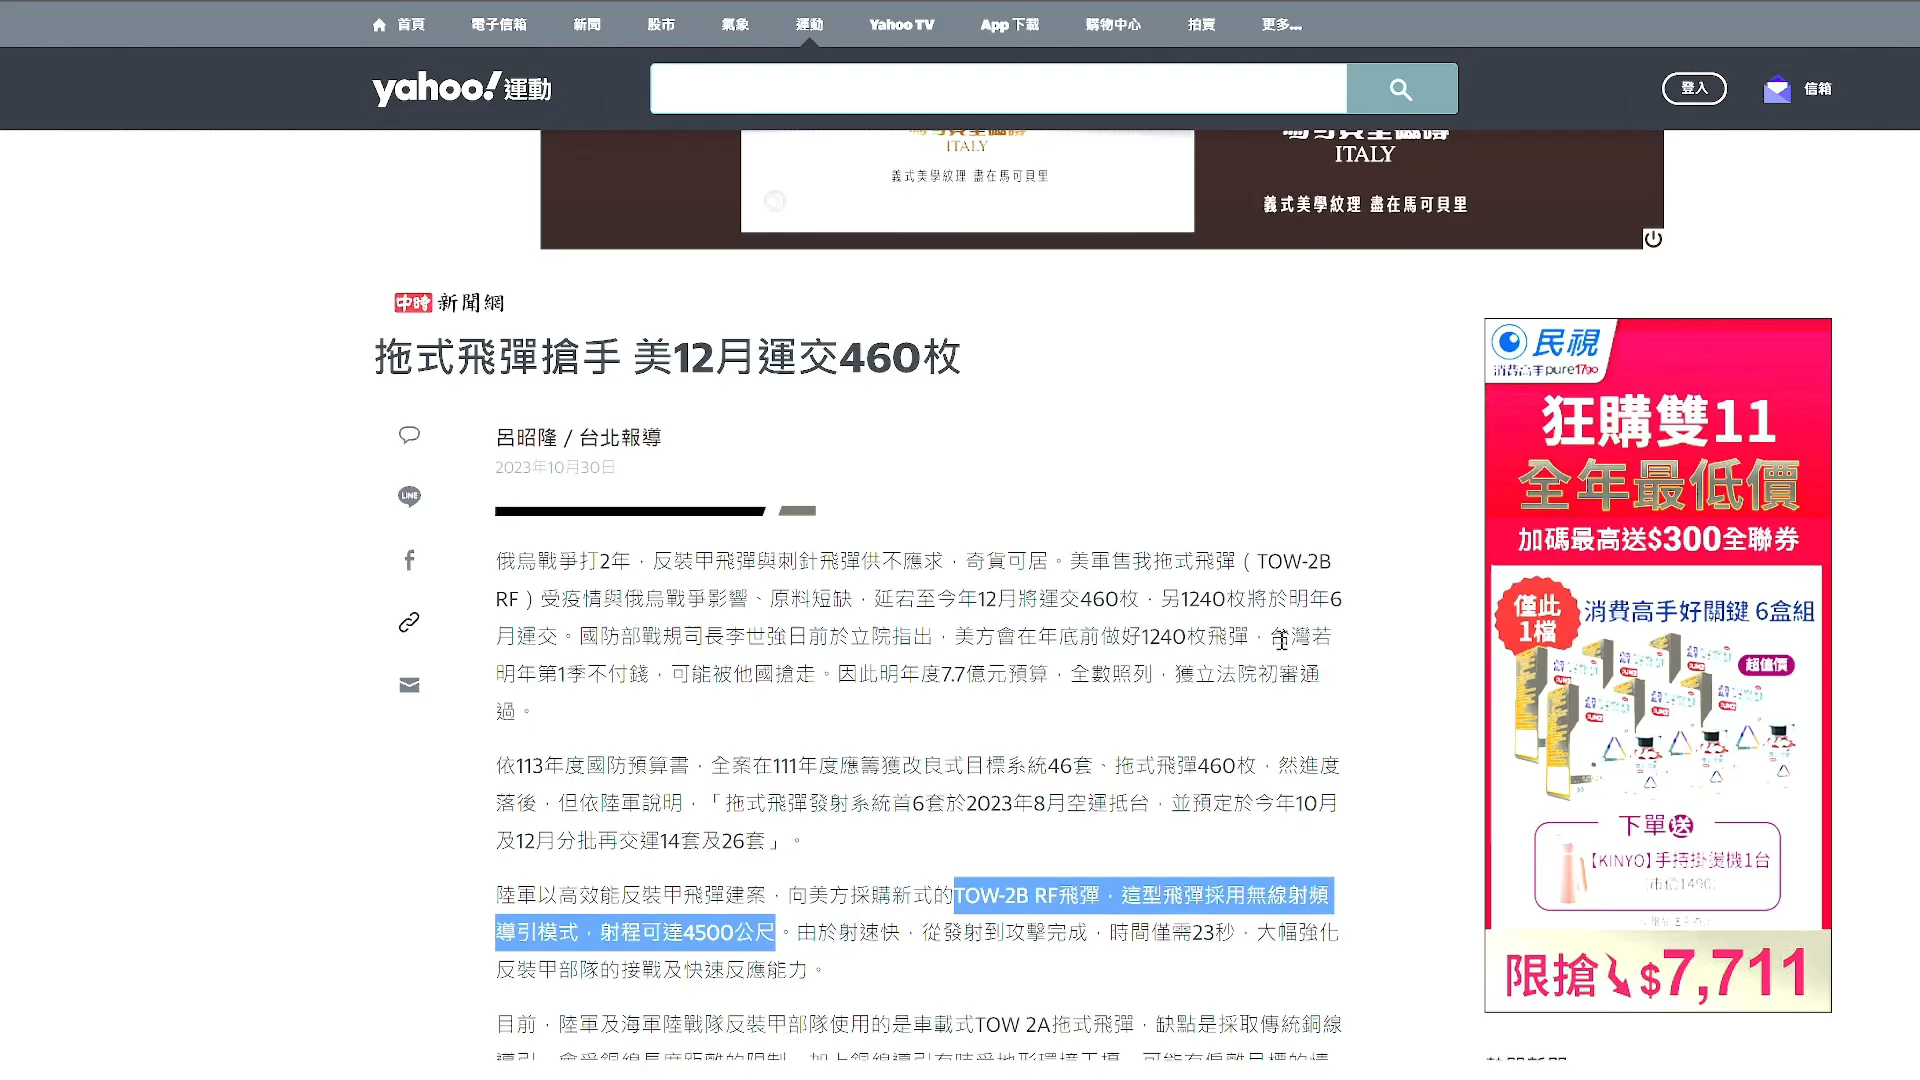 首頁 電子信箱 新聞 股市 氣象 運動 Yahoo TV App下載 購物中心 拍賣 更多...
yahoo!運動
登入 信箱
ITALY
義式美學紋理 盡在馬可貝里
ITALY
義式美學紋理 盡在馬可貝里
中時 新聞網
拖式飛彈搶手 美12月運交460枚
呂昭隆 / 台北報導
2023年10月30日
LINE
俄烏戰爭打2年，反裝甲飛彈與刺針飛彈供不應求，奇貨可居。美軍售我拖式飛彈（TOW-2B
RF）受疫情與俄烏戰爭影響、原料短缺，延宕至今年12月將運交460枚，另1240枚將於明年6
月運交。國防部戰規司長李世強日前於立院指出，美方會在年底前做好1240枚飛彈，台灣若
明年第1季不付錢，可能被他國搶走。因此明年度7.7億元預算，全數照列，獲立法院初審通
過。
依113年度國防預算書，全案在111年度應籌獲改良式目標系統46套、拖式飛彈460枚，然進度
落後，但依陸軍說明，「拖式飛彈發射系統首6套於2023年8月空運抵台，並預定於今年10月
及12月分批再交運14套及26套」。
陸軍以高效能反裝甲飛彈建案，向美方採購新式的TOW-2B RF飛彈，這型飛彈採用無線射頻
導引模式，射程可達4500公尺。由於射速快，從發射到攻擊完成，時間僅需23秒，大幅強化
反裝甲部隊的接戰及快速反應能力。
目前，陸軍及海軍陸戰隊反裝甲部隊使用的是車載式TOW 2A拖式飛彈，缺點是採取傳統銅線
民視
消費高手pure17go
狂購雙11
全年最低價
加碼最高送$300全聯券
僅此
1檔
消費高手好關鍵 6盒組
超值價
下單送
【KINYO】手持掛燙機1台
(市價1490)
限搶 $7,711